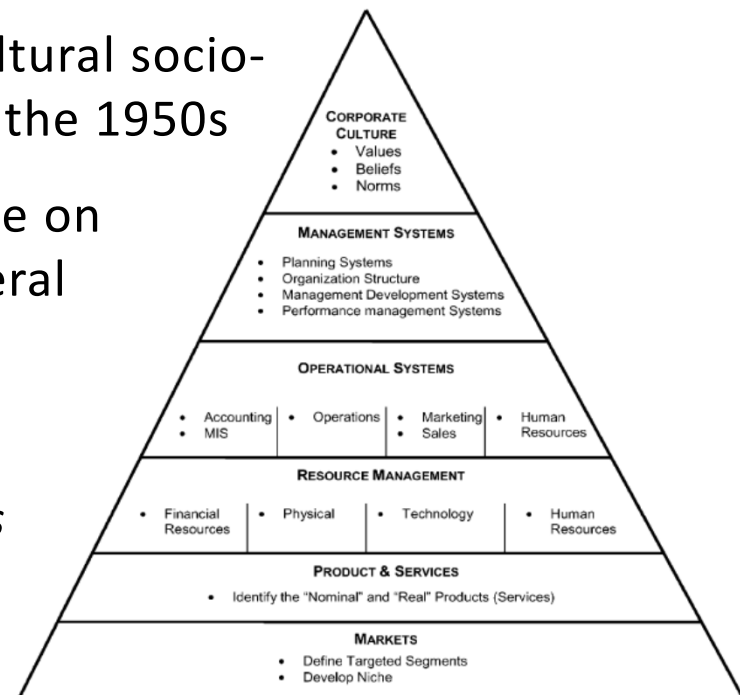 ltural socio-
the 1950s
e on
eral
s
CORPORATE
CULTURE
• Values
• Beliefs
• Norms
MANAGEMENT SYSTEMS
• Planning Systems
• Organization Structure
• Management Development Systems
• Performance management Systems
OPERATIONAL SYSTEMS
• Accounting • Operations • Marketing • Human
• MIS • Sales Resources
RESOURCE MANAGEMENT
• Financial • Physical • Technology • Human
Resources Resources
PRODUCT & SERVICES
• Identify the "Nominal" and "Real" Products (Services)
MARKETS
• Define Targeted Segments
• Develop Niche